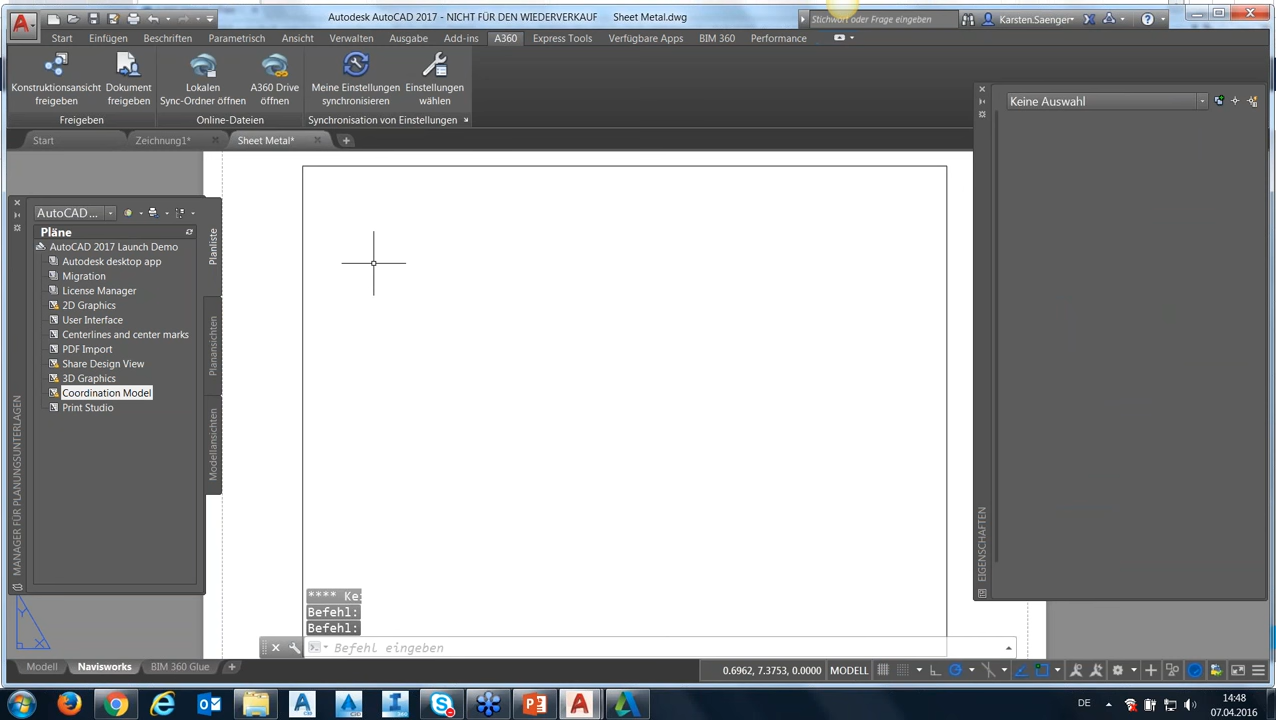 Autodesk AutoCAD 2017 - NICHT FÜR DEN WIEDERVERKAUF Sheet Metal.dwg
Stichwort oder Frage eingeben
Karsten.Saenger
Start Einfügen Beschriften Parametrisch Ansicht Verwalten Ausgabe Add-ins A360 Express Tools Verfügbare Apps BIM 360 Performance
Konstruktionsansicht freigeben
Dokument freigeben
Lokalen Sync-Ordner öffnen
A360 Drive öffnen
Meine Einstellungen synchronisieren
Einstellungen wählen
Freigeben Online-Dateien Synchronisation von Einstellungen
Start Zeichnung1* Sheet Metal*
Keine Auswahl
EIGENSCHAFTEN
AutoCAD ...
Pläne
AutoCAD 2017 Launch Demo
Autodesk desktop app
Migration
License Manager
2D Graphics
User Interface
Centerlines and center marks
PDF Import
Share Design View
3D Graphics
Coordination Model
Print Studio
Planliste
Planansichten
Modellansichten
MANAGER FÜR PLANUNGSUNTERLAGEN
Y
X
**** Kei
Befehl:
Befehl:
Befehl eingeben
Modell Navisworks BIM 360 Glue
0.6962, 7.3753, 0.0000 MODELL
DE
14:48
07.04.2016